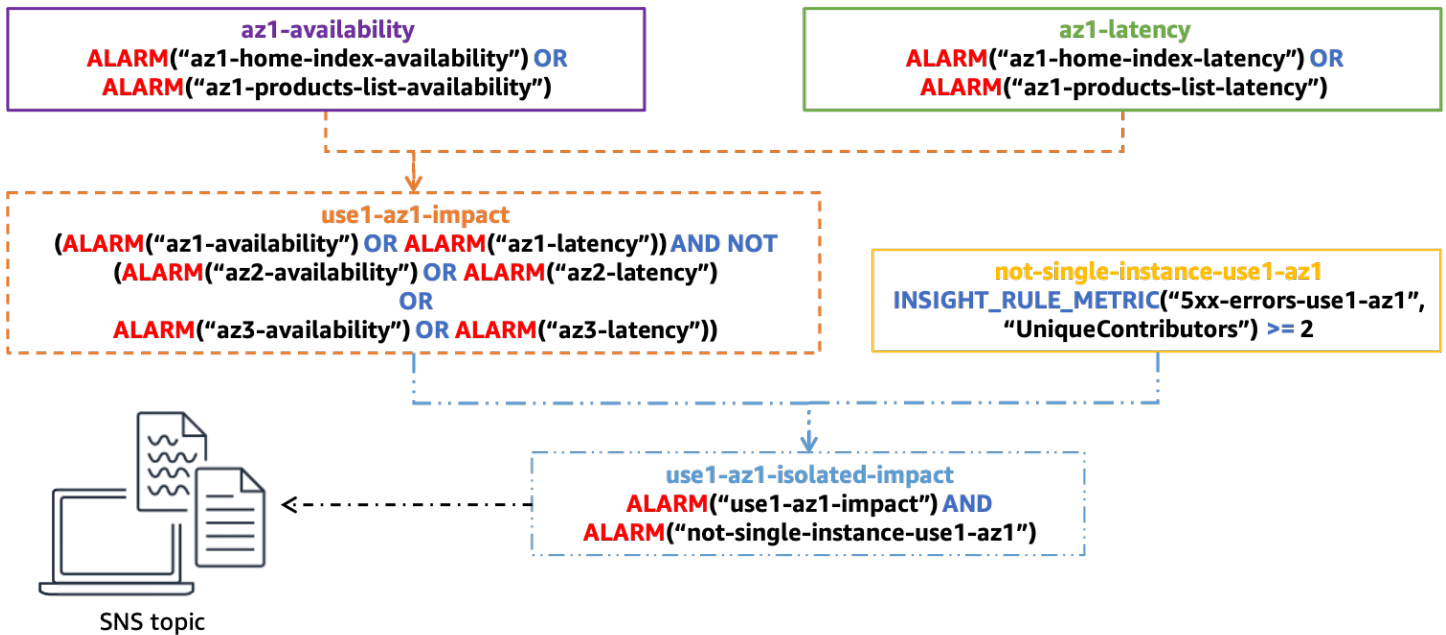 az1-availability
ALARM(“az1-home-index-availability”) OR
ALARM(“az1-products-list-availability”)
az1-latency
ALARM(“az1-home-index-latency”) OR
ALARM(“az1-products-list-latency”)
use1-az1-impact
(ALARM(“az1-availability”) OR ALARM(“az1-latency”)) AND NOT
(ALARM(“az2-availability”) OR ALARM(“az2-latency”)
OR
ALARM(“az3-availability”) OR ALARM(“az3-latency”))
not-single-instance-use1-az1
INSIGHT_RULE_METRIC(“5xx-errors-use1-az1”,
“UniqueContributors”) >= 2
use1-az1-isolated-impact
ALARM(“use1-az1-impact”) AND
ALARM(“not-single-instance-use1-az1”)
SNS topic